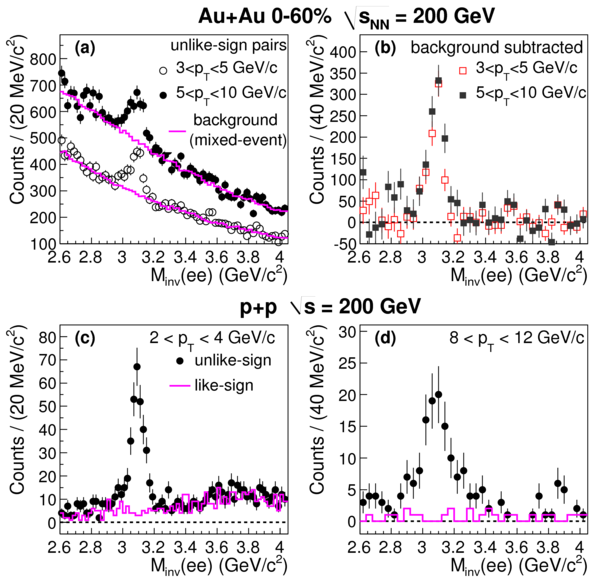 Au+Au 0-60% √sNN = 200 GeV
(a) unlike-sign pairs
3<pT<5 GeV/c
5<pT<10 GeV/c
background
(mixed-event)
Counts / (20 MeV/c²)
800
700
600
500
400
300
200
100
2.6 2.8 3 3.2 3.4 3.6 3.8 4
Minv(ee) (GeV/c²)
(b) background subtracted
3<pT<5 GeV/c
5<pT<10 GeV/c
Counts / (40 MeV/c²)
400
350
300
250
200
150
100
50
0
-50
2.6 2.8 3 3.2 3.4 3.6 3.8 4
Minv(ee) (GeV/c²)
p+p √s = 200 GeV
(c) 2 < pT < 4 GeV/c
unlike-sign
like-sign
Counts / (20 MeV/c²)
80
70
60
50
40
30
20
10
0
2.6 2.8 3 3.2 3.4 3.6 3.8 4
Minv(ee) (GeV/c²)
(d) 8 < pT < 12 GeV/c
Counts / (40 MeV/c²)
30
25
20
15
10
5
0
2.6 2.8 3 3.2 3.4 3.6 3.8 4
Minv(ee) (GeV/c²)